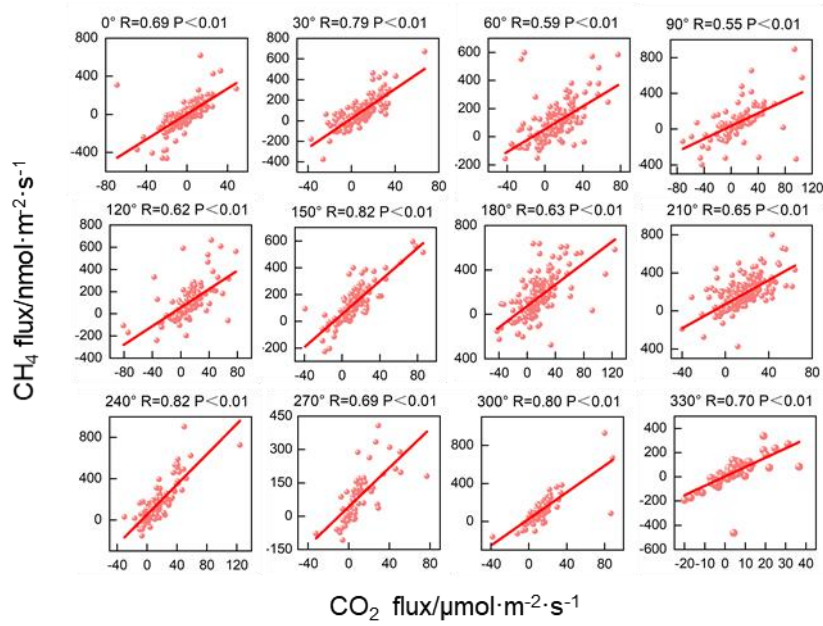 0° R=0.69 P<0.01
30° R=0.79 P<0.01
60° R=0.59 P<0.01
90° R=0.55 P<0.01
800
400
0
-400
-80 -40 0 40
600
400
200
0
-200
-400
-40 0 40 80
600
400
200
0
-200
-40 0 40 80
800
400
0
-400
-80 -40 0 40 80 120
120° R=0.62 P<0.01
150° R=0.82 P<0.01
180° R=0.63 P<0.01
210° R=0.65 P<0.01
800
600
400
200
0
-200
400
-80 -40 0 40 80
600
400
200
0
-200
-40 0 40 80
800
400
0
400
-40 0 40 80 120
800
400
0
400
-40 0 40 80
240° R=0.82 P<0.01
270° R=0.69 P<0.01
300° R=0.80 P<0.01
330° R=0.70 P<0.01
800
400
0
0 40 80 120
450
300
150
0
-150
-40 0 40 80
800
400
0
-40 0 40 80
400
200
0
-200
-400
-600
-20 -10 0 10 20 30 40
CH₄ flux/nmol·m⁻²·s⁻¹
CO₂ flux/μmol·m⁻²·s⁻¹